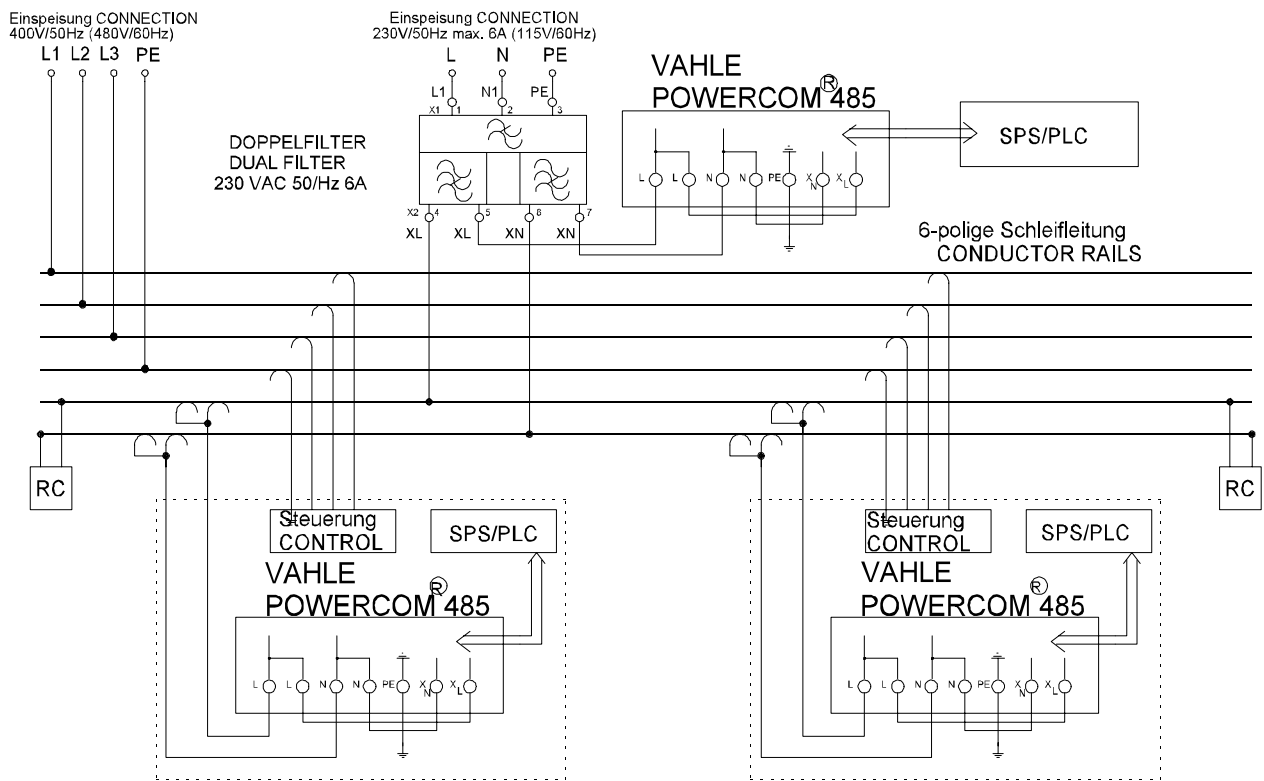 Einspeisung CONNECTION
400V/50Hz (480V/60Hz)
L1 L2 L3 PE
Einspeisung CONNECTION
230V/50Hz max. 6A (115V/60Hz)
L N PE
L1 N1 PE
X1 1 2 3
DOPPELFILTER
DUAL FILTER
230 VAC 50/Hz 6A
X2 4 5 6 7
XL XL XN XN
VAHLE
POWERCOM® 485
L L N N PE XN XL
SPS/PLC
6-polige Schleifleitung
CONDUCTOR RAILS
RC
RC
Steuerung
CONTROL
SPS/PLC
VAHLE
POWERCOM® 485
L L N N PE XN XL
Steuerung
CONTROL
SPS/PLC
VAHLE
POWERCOM® 485
L L N N PE XN XL